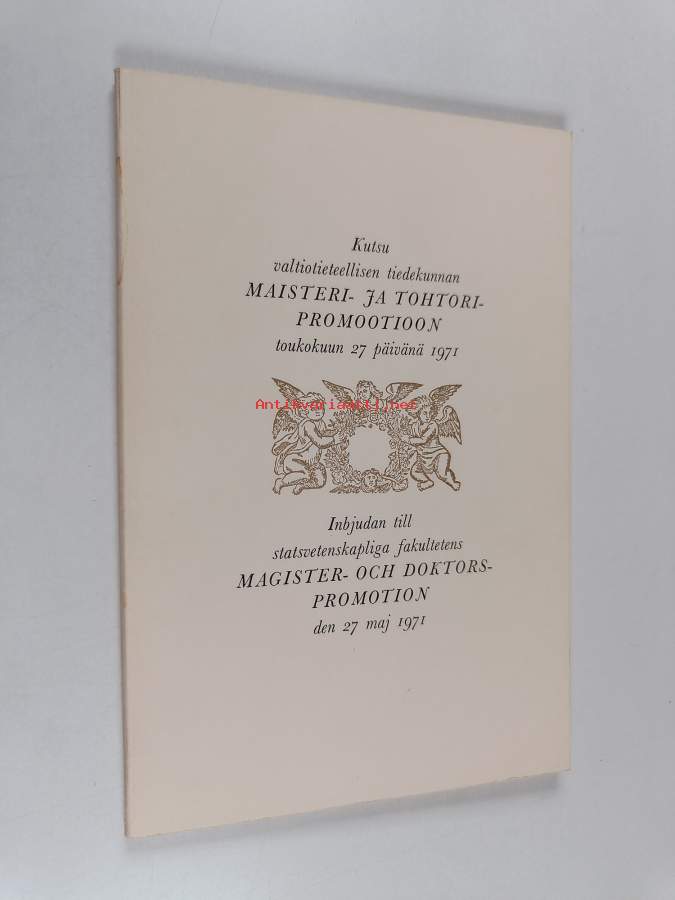 Kutsu
valtiotieteellisen tiedekunnan
MAISTERI- JA TOHTORI-
PROMOOTIOON
toukokuun 27 päivänä 1971
Antikvariaatti.net
Inbjudan till
statsvetenskapliga fakultetens
MAGISTER- OCH DOKTORS-
PROMOTION
den 27 maj 1971